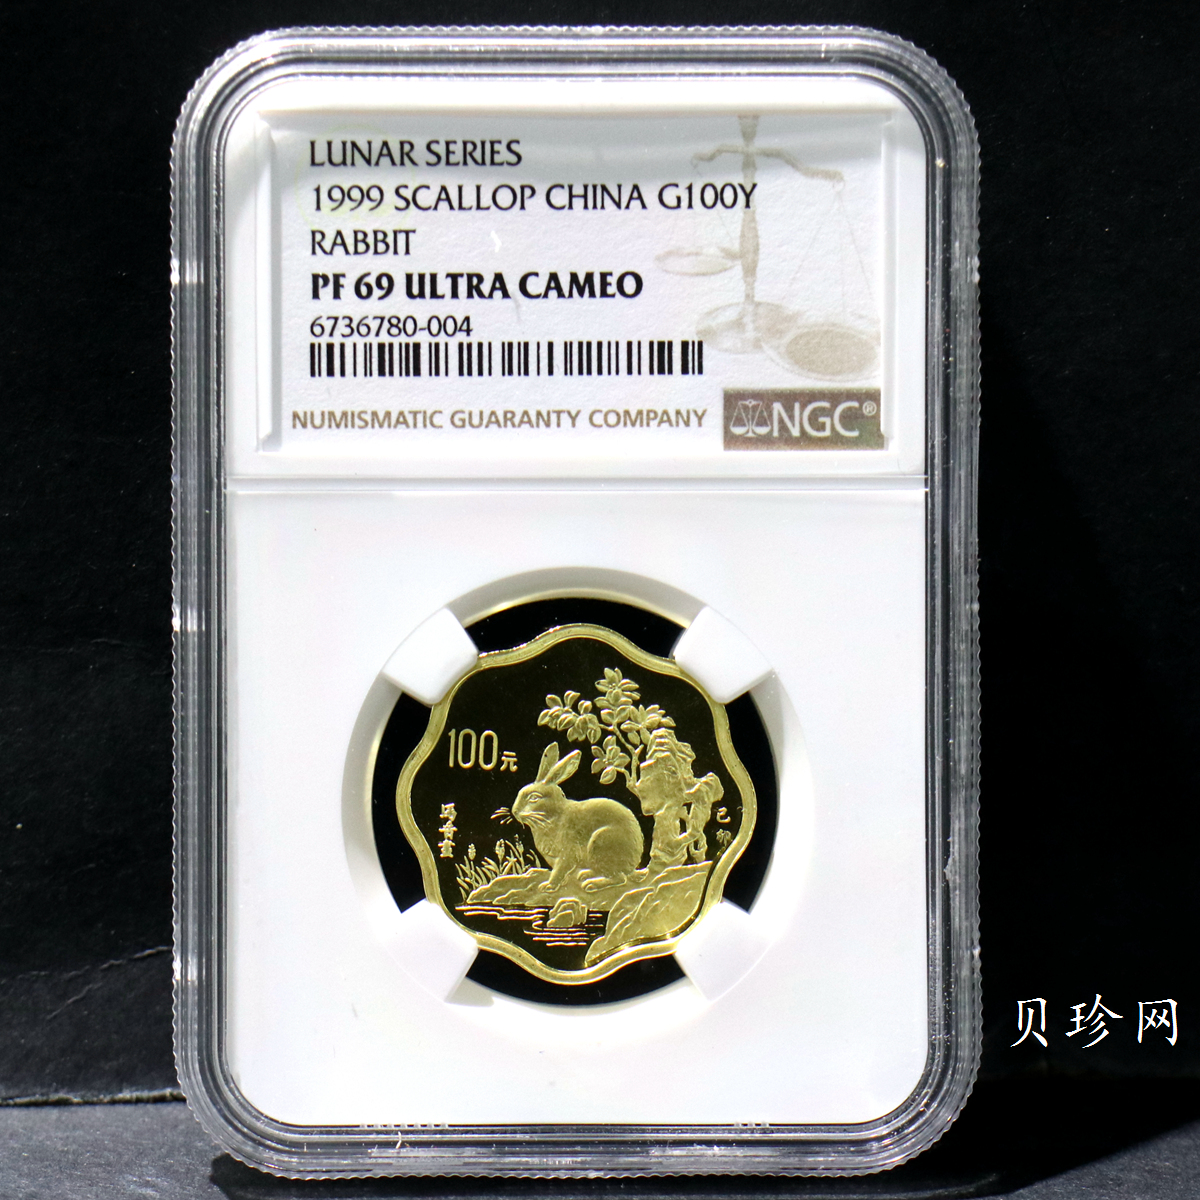 LUNAR SERIES
1999 SCALLOP CHINA G100Y
RABBIT
PF 69 ULTRA CAMEO
6736780-004
NUMISMATIC GUARANTY COMPANY
NGC®
100元
己卯
贝珍网